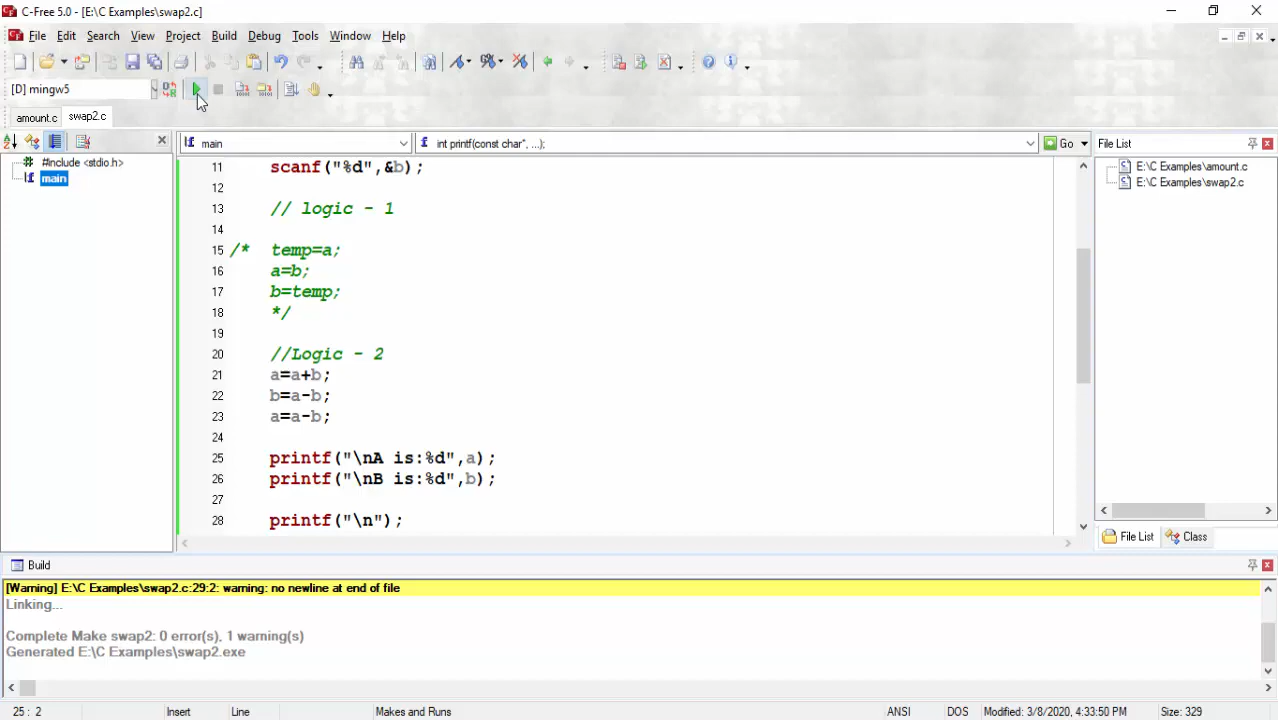 C-Free 5.0 - [E:\C Examples\swap2.c]
File Edit Search View Project Build Debug Tools Window Help
[D] mingw5
amount.c swap2.c
main int printf(const char*, ...); Go File List
#include <stdio.h>
main
E:\C Examples\amount.c
E:\C Examples\swap2.c
11 scanf("%d",&b);
12
13 // logic - 1
14
15 /* temp=a;
16 a=b;
17 b=temp;
18 */
19
20 //Logic - 2
21 a=a+b;
22 b=a-b;
23 a=a-b;
24
25 printf("\nA is:%d",a);
26 printf("\nB is:%d",b);
27
28 printf("\n");
File List Class
Build
[Warning] E:\C Examples\swap2.c:29:2: warning: no newline at end of file
Linking...
Complete Make swap2: 0 error(s), 1 warning(s)
Generated E:\C Examples\swap2.exe
25 : 2 Insert Line Makes and Runs ANSI DOS Modified: 3/8/2020, 4:33:50 PM Size: 329